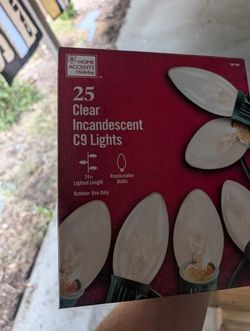 HOME
ACCENTS
Holiday
25
Clear
Incandescent
C9 Lights
24 ft
Lighted Length
Replaceable
Bulbs
Outdoor Use Only